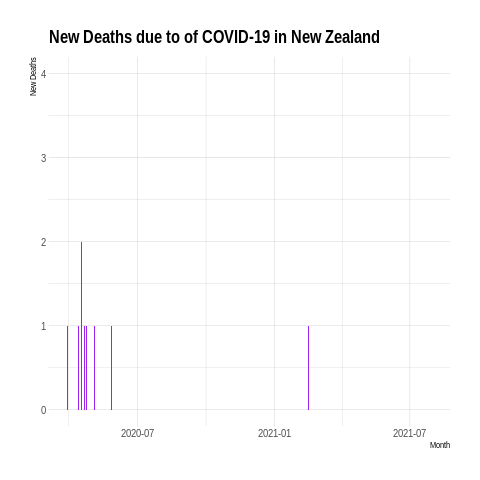 New Deaths due to of COVID-19 in New Zealand
New Deaths
4
3
2
1
0
2020-07
2021-01
2021-07
Month